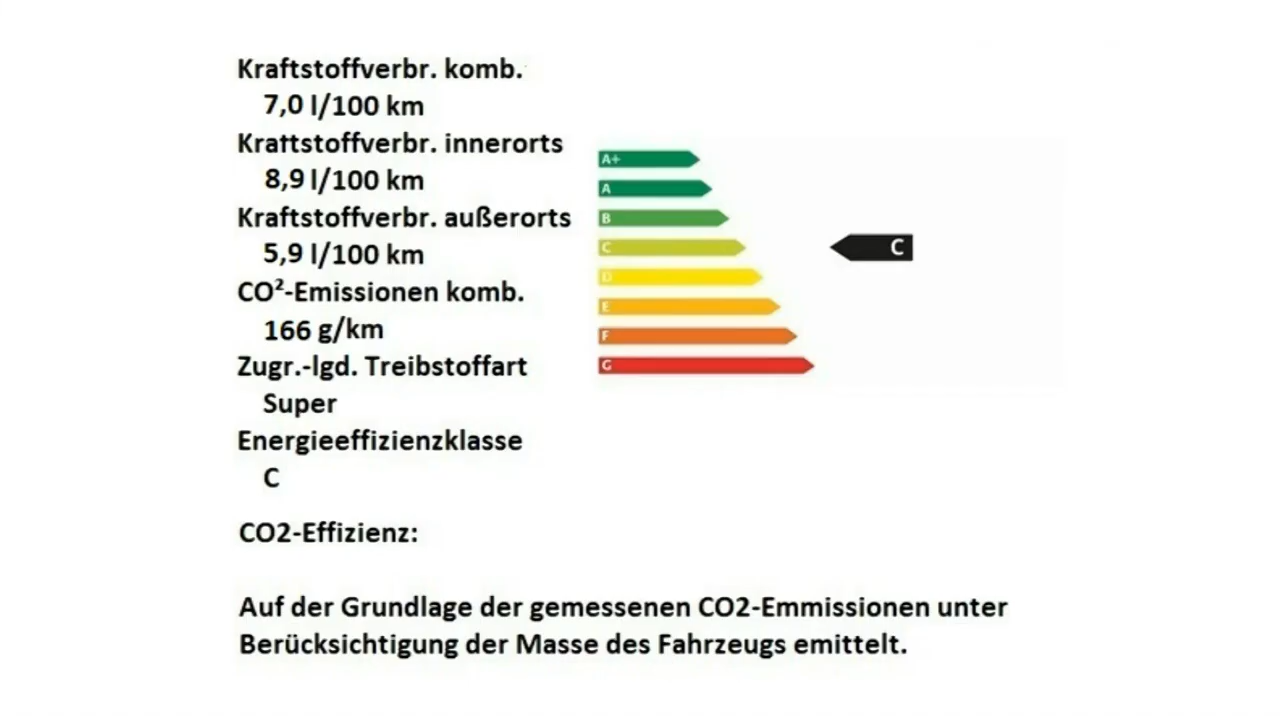 Kraftstoffverbr. komb.
7,0 l/100 km
Krattstoffverbr. innerorts
8,9 l/100 km
Kraftstoffverbr. außerorts
5,9 l/100 km
CO²-Emissionen komb.
166 g/km
Zugr.-lgd. Treibstoffart
Super
Energieeffizienzklasse
C
A+
A
B
C
D
E
F
G
C
CO2-Effizienz:
Auf der Grundlage der gemessenen CO2-Emmissionen unter
Berücksichtigung der Masse des Fahrzeugs emittelt.